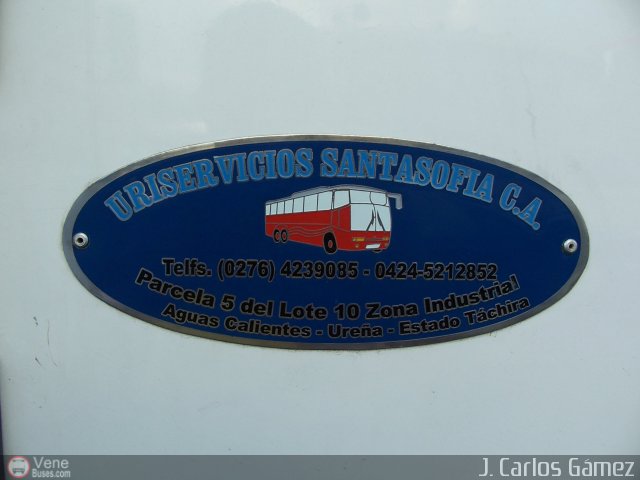 URISERVICIOS SANTASOFIA C.A.
Telfs. (0276) 4239085 - 0424-5212852
Parcela 5 del Lote 10 Zona Industrial
Aguas Calientes - Ureña - Estado Táchira
Vene
Buses.com
J. Carlos Gámez